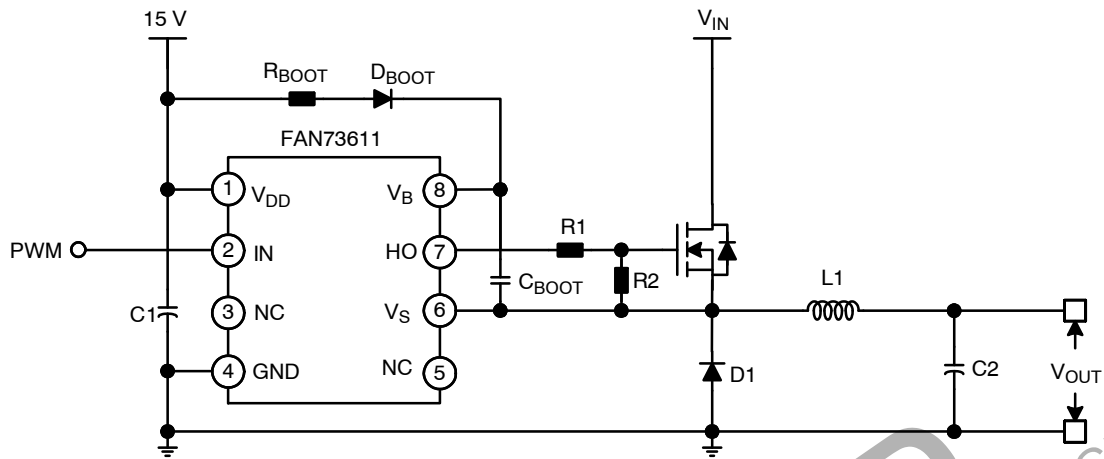 15 V
V_IN
R_BOOT
D_BOOT
FAN73611
1
V_DD
V_B
8
R1
PWM
2
IN
HO
7
C_BOOT
R2
L1
C1
3
NC
V_S
6
4
GND
NC
5
D1
C2
V_OUT